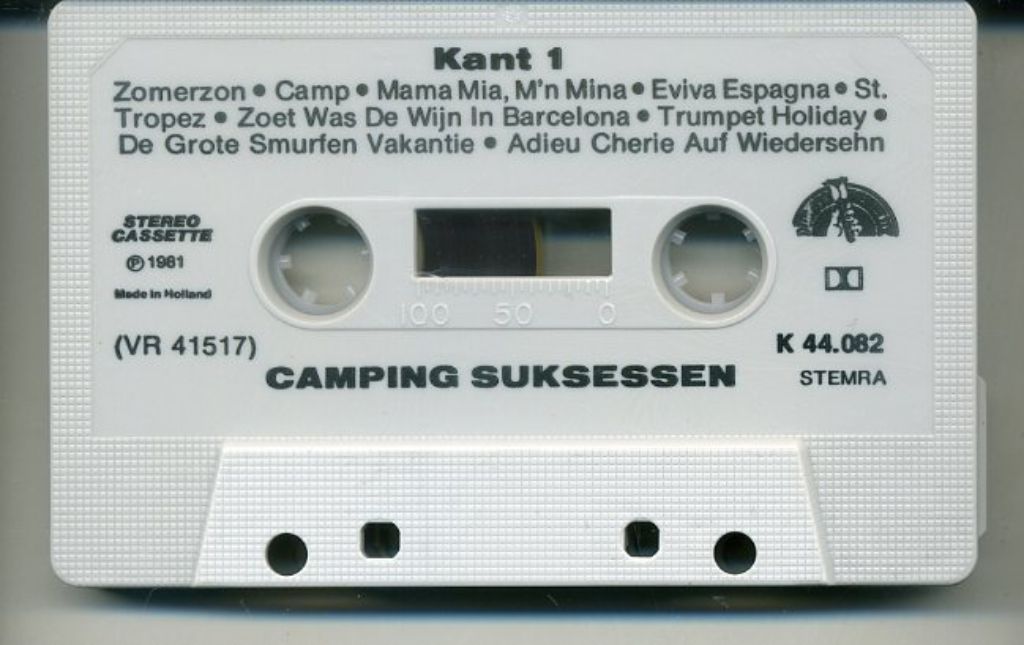 Kant 1
Zomerzon • Camp • Mama Mia, M'n Mina • Eviva Espagna • St.
Tropez • Zoet Was De Wijn In Barcelona • Trumpet Holiday •
De Grote Smurfen Vakantie • Adieu Cherie Auf Wiedersehn
STEREO
CASSETTE
℗ 1981
Made in Holland
100 50 0
(VR 41517)
K 44.082
CAMPING SUKSESSEN
STEMRA